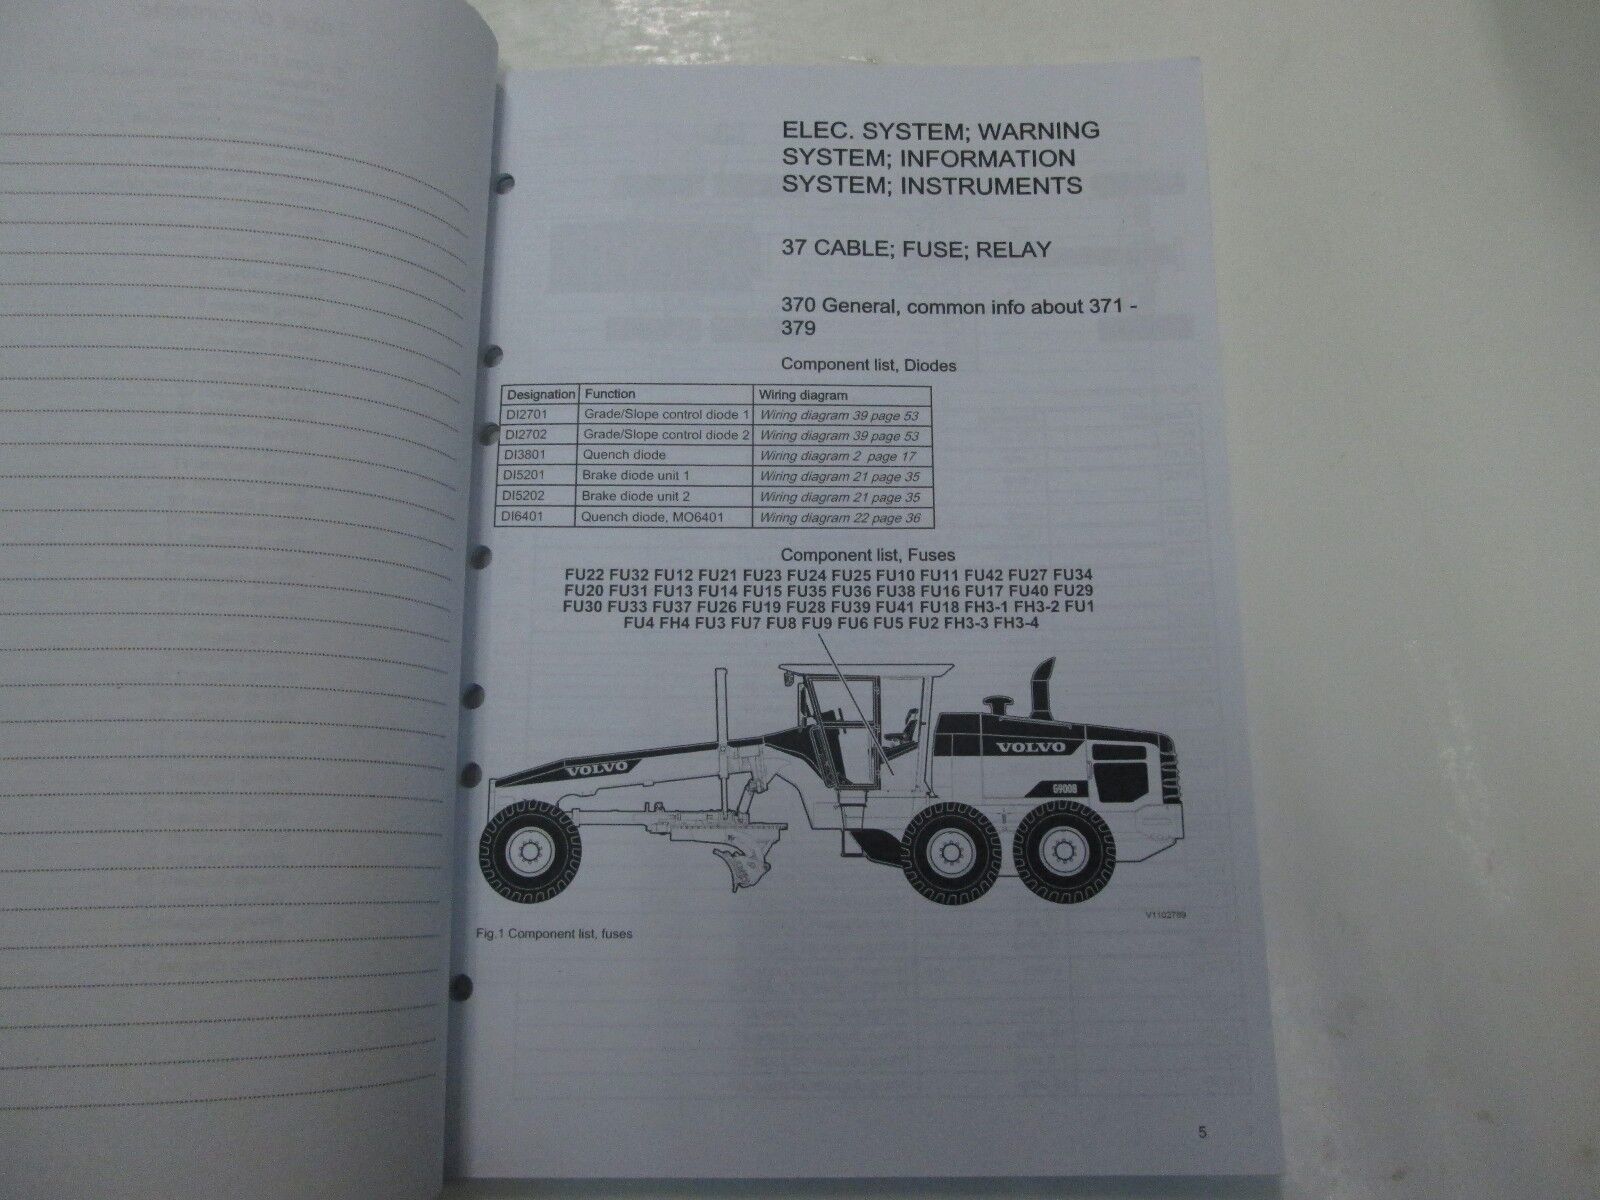 ELEC. SYSTEM; WARNING
SYSTEM; INFORMATION
SYSTEM; INSTRUMENTS
37 CABLE; FUSE; RELAY
370 General, common info about 371 -
379
Component list, Diodes
Designation Function Wiring diagram
DI2701 Grade/Slope control diode 1 Wiring diagram 39 page 53
DI2702 Grade/Slope control diode 2 Wiring diagram 39 page 53
DI3801 Quench diode Wiring diagram 2 page 17
DI5201 Brake diode unit 1 Wiring diagram 21 page 35
DI5202 Brake diode unit 2 Wiring diagram 21 page 35
DI6401 Quench diode, MO6401 Wiring diagram 22 page 36
Component list, Fuses
FU22 FU32 FU12 FU21 FU23 FU24 FU25 FU10 FU11 FU42 FU27 FU34
FU20 FU31 FU13 FU14 FU15 FU35 FU36 FU38 FU16 FU17 FU40 FU29
FU30 FU33 FU37 FU26 FU19 FU28 FU39 FU41 FU18 FH3-1 FH3-2 FU1
FU4 FH4 FU3 FU7 FU8 FU9 FU6 FU5 FU2 FH3-3 FH3-4
VOLVO
VOLVO
G900B
V1102789
Fig.1 Component list, fuses
5